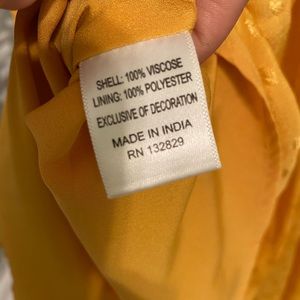 SHELL: 100% VISCOSE
LINING: 100% POLYESTER
EXCLUSIVE OF DECORATION
MADE IN INDIA
RN 132829